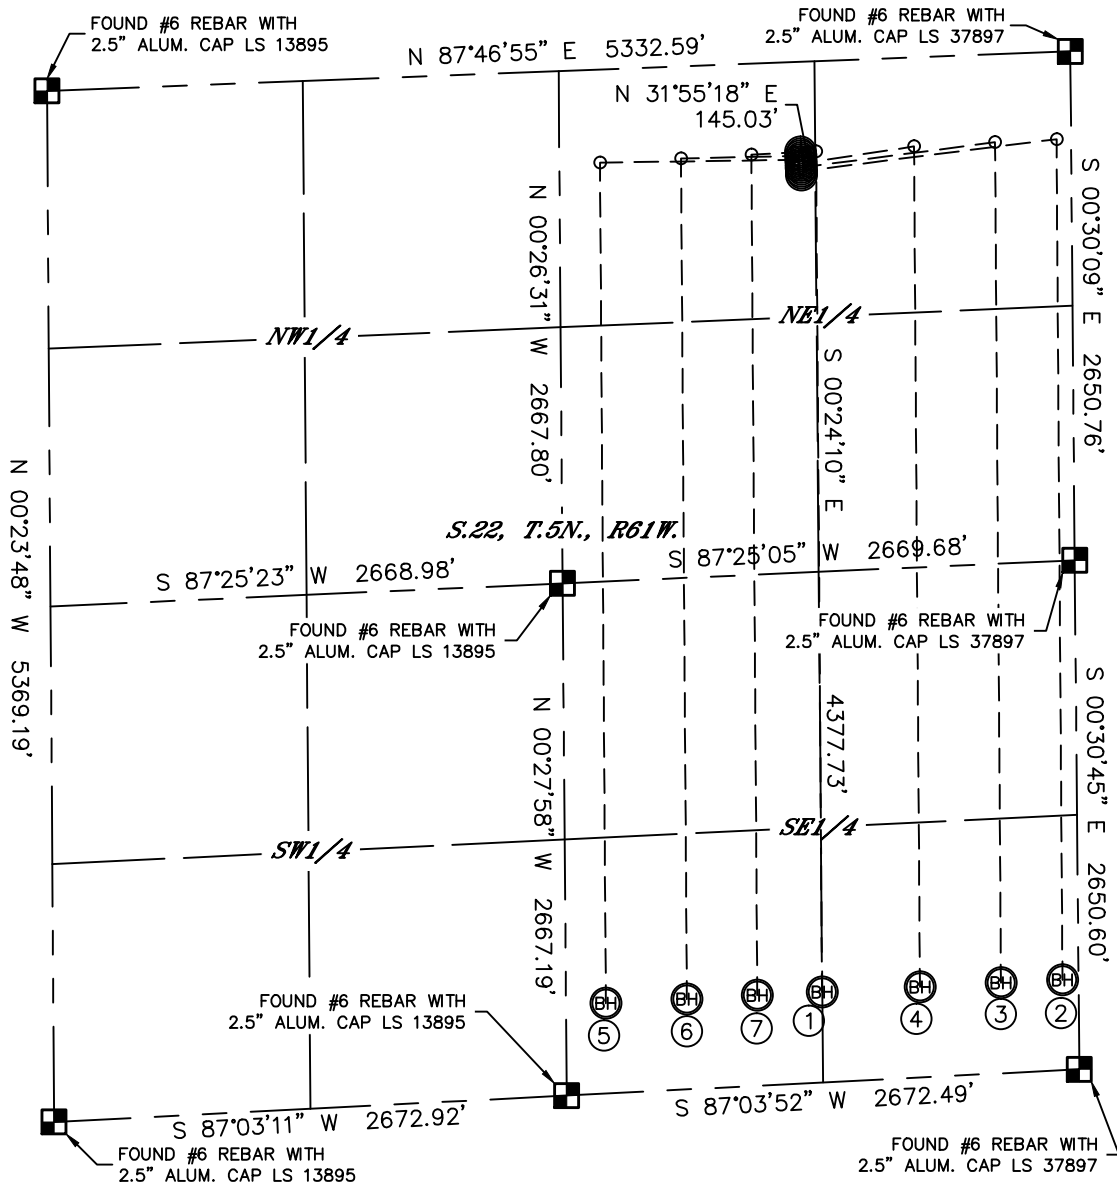 FOUND #6 REBAR WITH
2.5" ALUM. CAP LS 13895
FOUND #6 REBAR WITH
2.5" ALUM. CAP LS 37897
N 87°46'55" E 5332.59'
N 31°55'18" E
145.03'
N 00°26'31" W 2667.80'
S 00°30'09" E 2650.76'
NW1/4
NE1/4
S 00°24'10" E
4377.73'
N 00°23'48" W 5369.19'
S.22, T.5N., R61W.
S 87°25'23" W 2668.98'
S 87°25'05" W 2669.68'
FOUND #6 REBAR WITH
2.5" ALUM. CAP LS 13895
FOUND #6 REBAR WITH
2.5" ALUM. CAP LS 37897
N 00°27'58" W 2667.19'
S 00°30'45" E 2650.60'
SW1/4
SE1/4
BH
BH
BH
BH
BH
BH
BH
5
6
7
1
4
3
2
FOUND #6 REBAR WITH
2.5" ALUM. CAP LS 13895
S 87°03'11" W 2672.92'
S 87°03'52" W 2672.49'
FOUND #6 REBAR WITH
2.5" ALUM. CAP LS 13895
FOUND #6 REBAR WITH
2.5" ALUM. CAP LS 37897